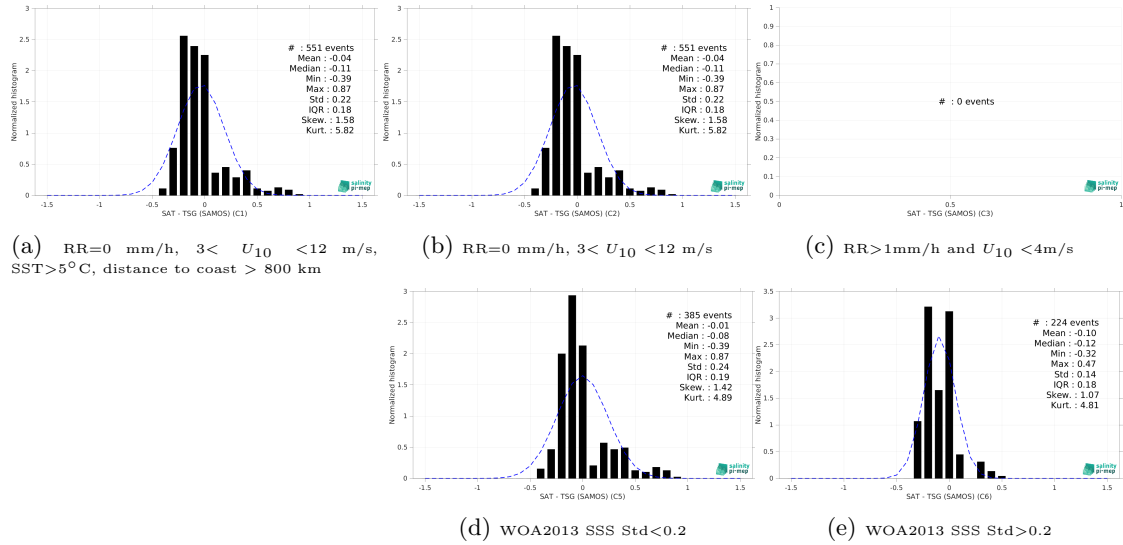 3
2.5
2
1.5
1
0.5
0
Normalized histogram
# : 551 events
Mean : -0.04
Median : -0.11
Min : -0.39
Max : 0.87
Std : 0.22
IQR : 0.18
Skew. : 1.58
Kurt. : 5.82
salinity
pi-mep
-1.5 -1 -0.5 0 0.5 1 1.5
SAT - TSG (SAMOS) (C1)
(a) RR=0 mm/h, 3< U10 <12 m/s,
SST>5°C, distance to coast > 800 km
3
2.5
2
1.5
1
0.5
0
Normalized histogram
# : 551 events
Mean : -0.04
Median : -0.11
Min : -0.39
Max : 0.87
Std : 0.22
IQR : 0.18
Skew. : 1.58
Kurt. : 5.82
salinity
pi-mep
-1.5 -1 -0.5 0 0.5 1 1.5
SAT - TSG (SAMOS) (C2)
(b) RR=0 mm/h, 3< U10 <12 m/s
1
0.9
0.8
0.7
0.6
0.5
0.4
0.3
0.2
0.1
0
Normalized histogram
# : 0 events
salinity
pi-mep
0 0.5 1
SAT - TSG (SAMOS) (C3)
(c) RR>1mm/h and U10 <4m/s
3
2.5
2
1.5
1
0.5
0
Normalized histogram
# : 385 events
Mean : -0.01
Median : -0.08
Min : -0.39
Max : 0.87
Std : 0.24
IQR : 0.19
Skew. : 1.42
Kurt. : 4.89
salinity
pi-mep
-1.5 -1 -0.5 0 0.5 1 1.5
SAT - TSG (SAMOS) (C5)
(d) WOA2013 SSS Std<0.2
3.5
3
2.5
2
1.5
1
0.5
0
Normalized histogram
# : 224 events
Mean : -0.10
Median : -0.12
Min : -0.32
Max : 0.47
Std : 0.14
IQR : 0.18
Skew. : 1.07
Kurt. : 4.81
salinity
pi-mep
-1.5 -1 -0.5 0 0.5 1 1.5
SAT - TSG (SAMOS) (C6)
(e) WOA2013 SSS Std>0.2